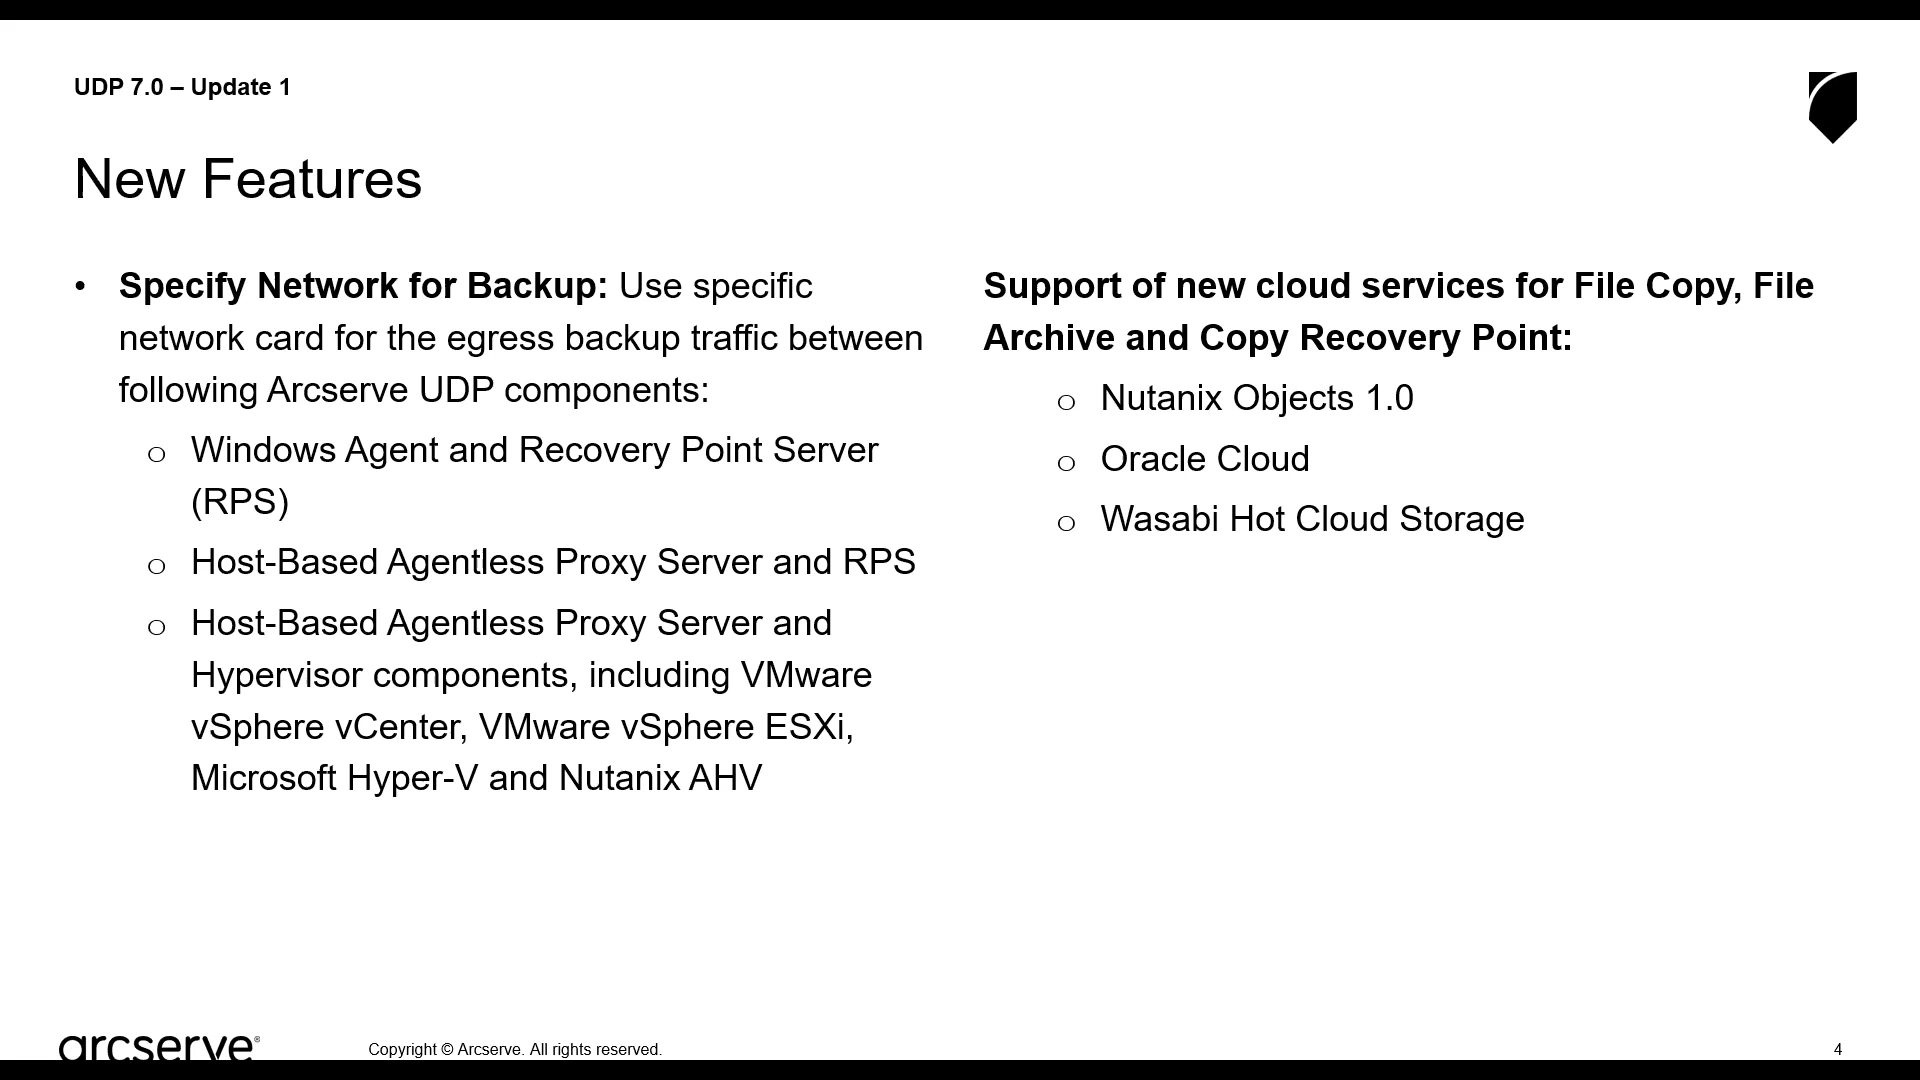 UDP 7.0 – Update 1
New Features
• Specify Network for Backup: Use specific
network card for the egress backup traffic between
following Arcserve UDP components:
o Windows Agent and Recovery Point Server
(RPS)
o Host-Based Agentless Proxy Server and RPS
o Host-Based Agentless Proxy Server and
Hypervisor components, including VMware
vSphere vCenter, VMware vSphere ESXi,
Microsoft Hyper-V and Nutanix AHV
Support of new cloud services for File Copy, File
Archive and Copy Recovery Point:
o Nutanix Objects 1.0
o Oracle Cloud
o Wasabi Hot Cloud Storage
arcserve®
Copyright © Arcserve. All rights reserved.
4